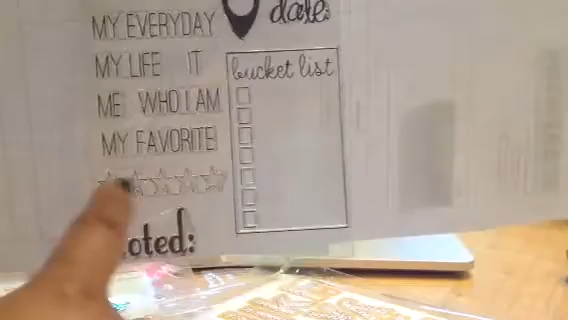 date:
MY EVERYDAY
MY LIFE IT
ME WHO I AM
MY FAVORITE
bucket list
oted: